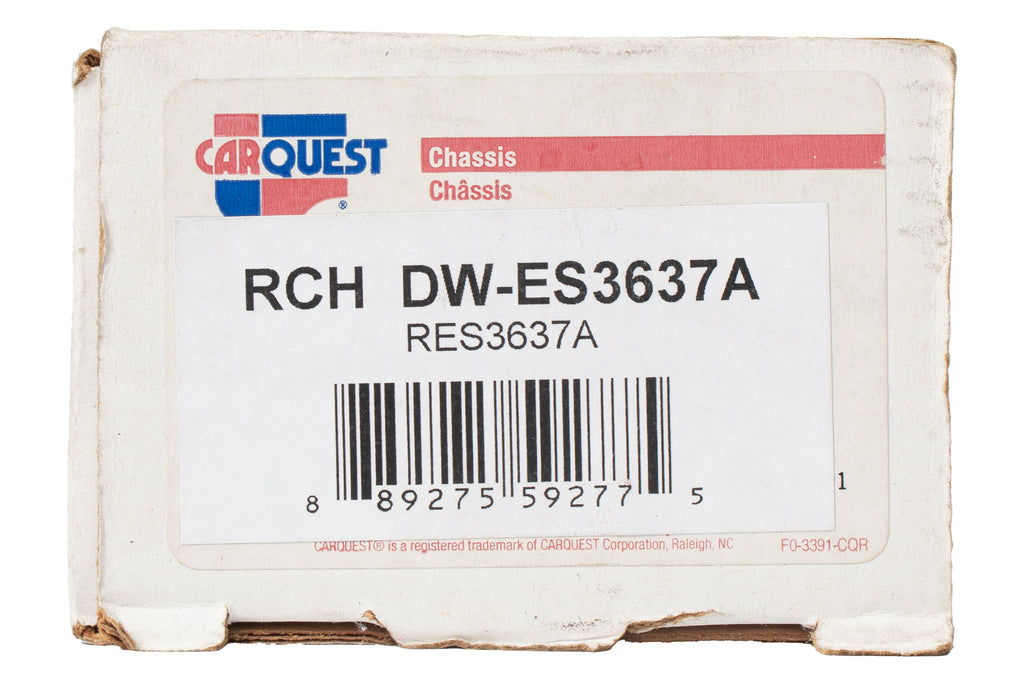 CARQUEST
®
Chassis
Châssis
RCH DW-ES3637A
RES3637A
8 89275 59277 5
1
CARQUEST® is a registered trademark of CARQUEST Corporation, Raleigh, NC
F0-3391-CQR